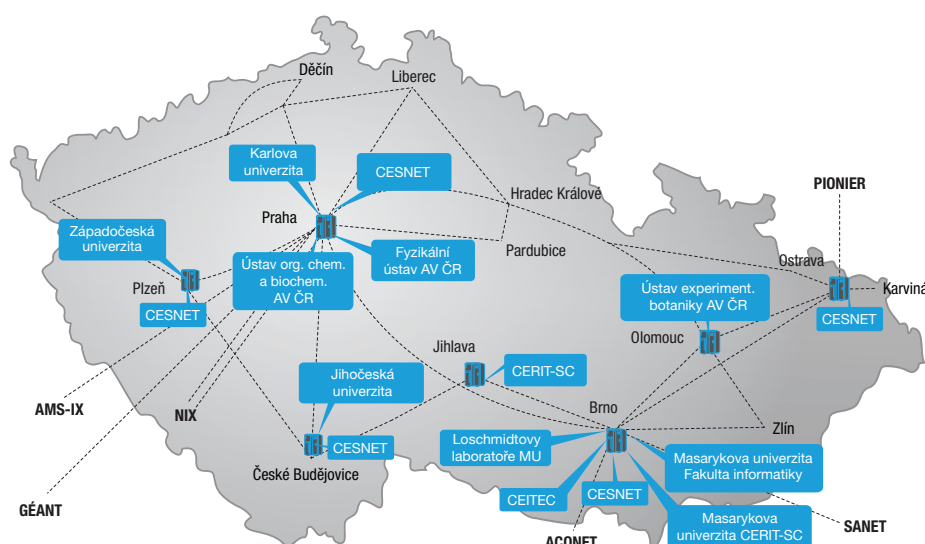 Děčín
Liberec
Karlova
univerzita
CESNET
Hradec Králové
PIONIER
Praha
Západočeská
univerzita
Pardubice
Fyzikální
ústav AV ČR
Ústav org. chem.
a biochem.
AV ČR
Ostrava
Karviná
Plzeň
CESNET
Ústav experiment.
botaniky AV ČR
CESNET
Olomouc
Jihlava
CERIT-SC
Jihočeská
univerzita
AMS-IX
NIX
Brno
Zlín
CESNET
Loschmidtovy
laboratoře MU
Masarykova univerzita
Fakulta informatiky
České Budějovice
CEITEC
CESNET
GÉANT
Masarykova
univerzita CERIT-SC
SANET
ACONET